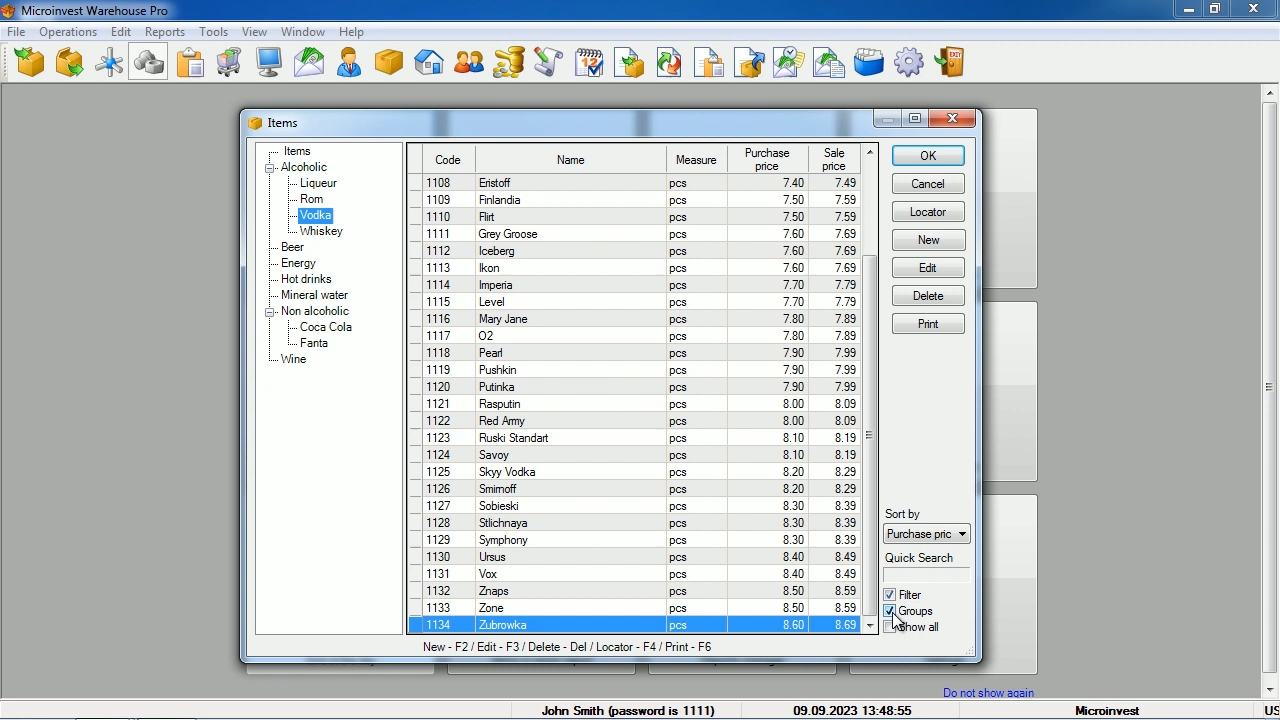 Microinvest Warehouse Pro
File Operations Edit Reports Tools View Window Help
Items
Items
Alcoholic
Liqueur
Rom
Vodka
Whiskey
Beer
Energy
Hot drinks
Mineral water
Non alcoholic
Coca Cola
Fanta
Wine
Code Name Measure Purchase price Sale price
1108 Eristoff pcs 7.40 7.49
1109 Finlandia pcs 7.50 7.59
1110 Flirt pcs 7.50 7.59
1111 Grey Groose pcs 7.60 7.69
1112 Iceberg pcs 7.60 7.69
1113 Ikon pcs 7.60 7.69
1114 Imperia pcs 7.70 7.79
1115 Level pcs 7.70 7.79
1116 Mary Jane pcs 7.80 7.89
1117 O2 pcs 7.80 7.89
1118 Pearl pcs 7.90 7.99
1119 Pushkin pcs 7.90 7.99
1120 Putinka pcs 7.90 7.99
1121 Rasputin pcs 8.00 8.09
1122 Red Army pcs 8.00 8.09
1123 Ruski Standart pcs 8.10 8.19
1124 Savoy pcs 8.10 8.19
1125 Skyy Vodka pcs 8.20 8.29
1126 Smirnoff pcs 8.20 8.29
1127 Sobieski pcs 8.30 8.39
1128 Stlichnaya pcs 8.30 8.39
1129 Symphony pcs 8.30 8.39
1130 Ursus pcs 8.40 8.49
1131 Vox pcs 8.40 8.49
1132 Znaps pcs 8.50 8.59
1133 Zone pcs 8.50 8.59
1134 Zubrowka pcs 8.60 8.69
OK
Cancel
Locator
New
Edit
Delete
Print
Sort by
Purchase pric
Quick Search
Filter
Groups
Show all
New - F2 / Edit - F3 / Delete - Del / Locator - F4 / Print - F6
Do not show again
John Smith (password is 1111) 09.09.2023 13:48:55 Microinvest US